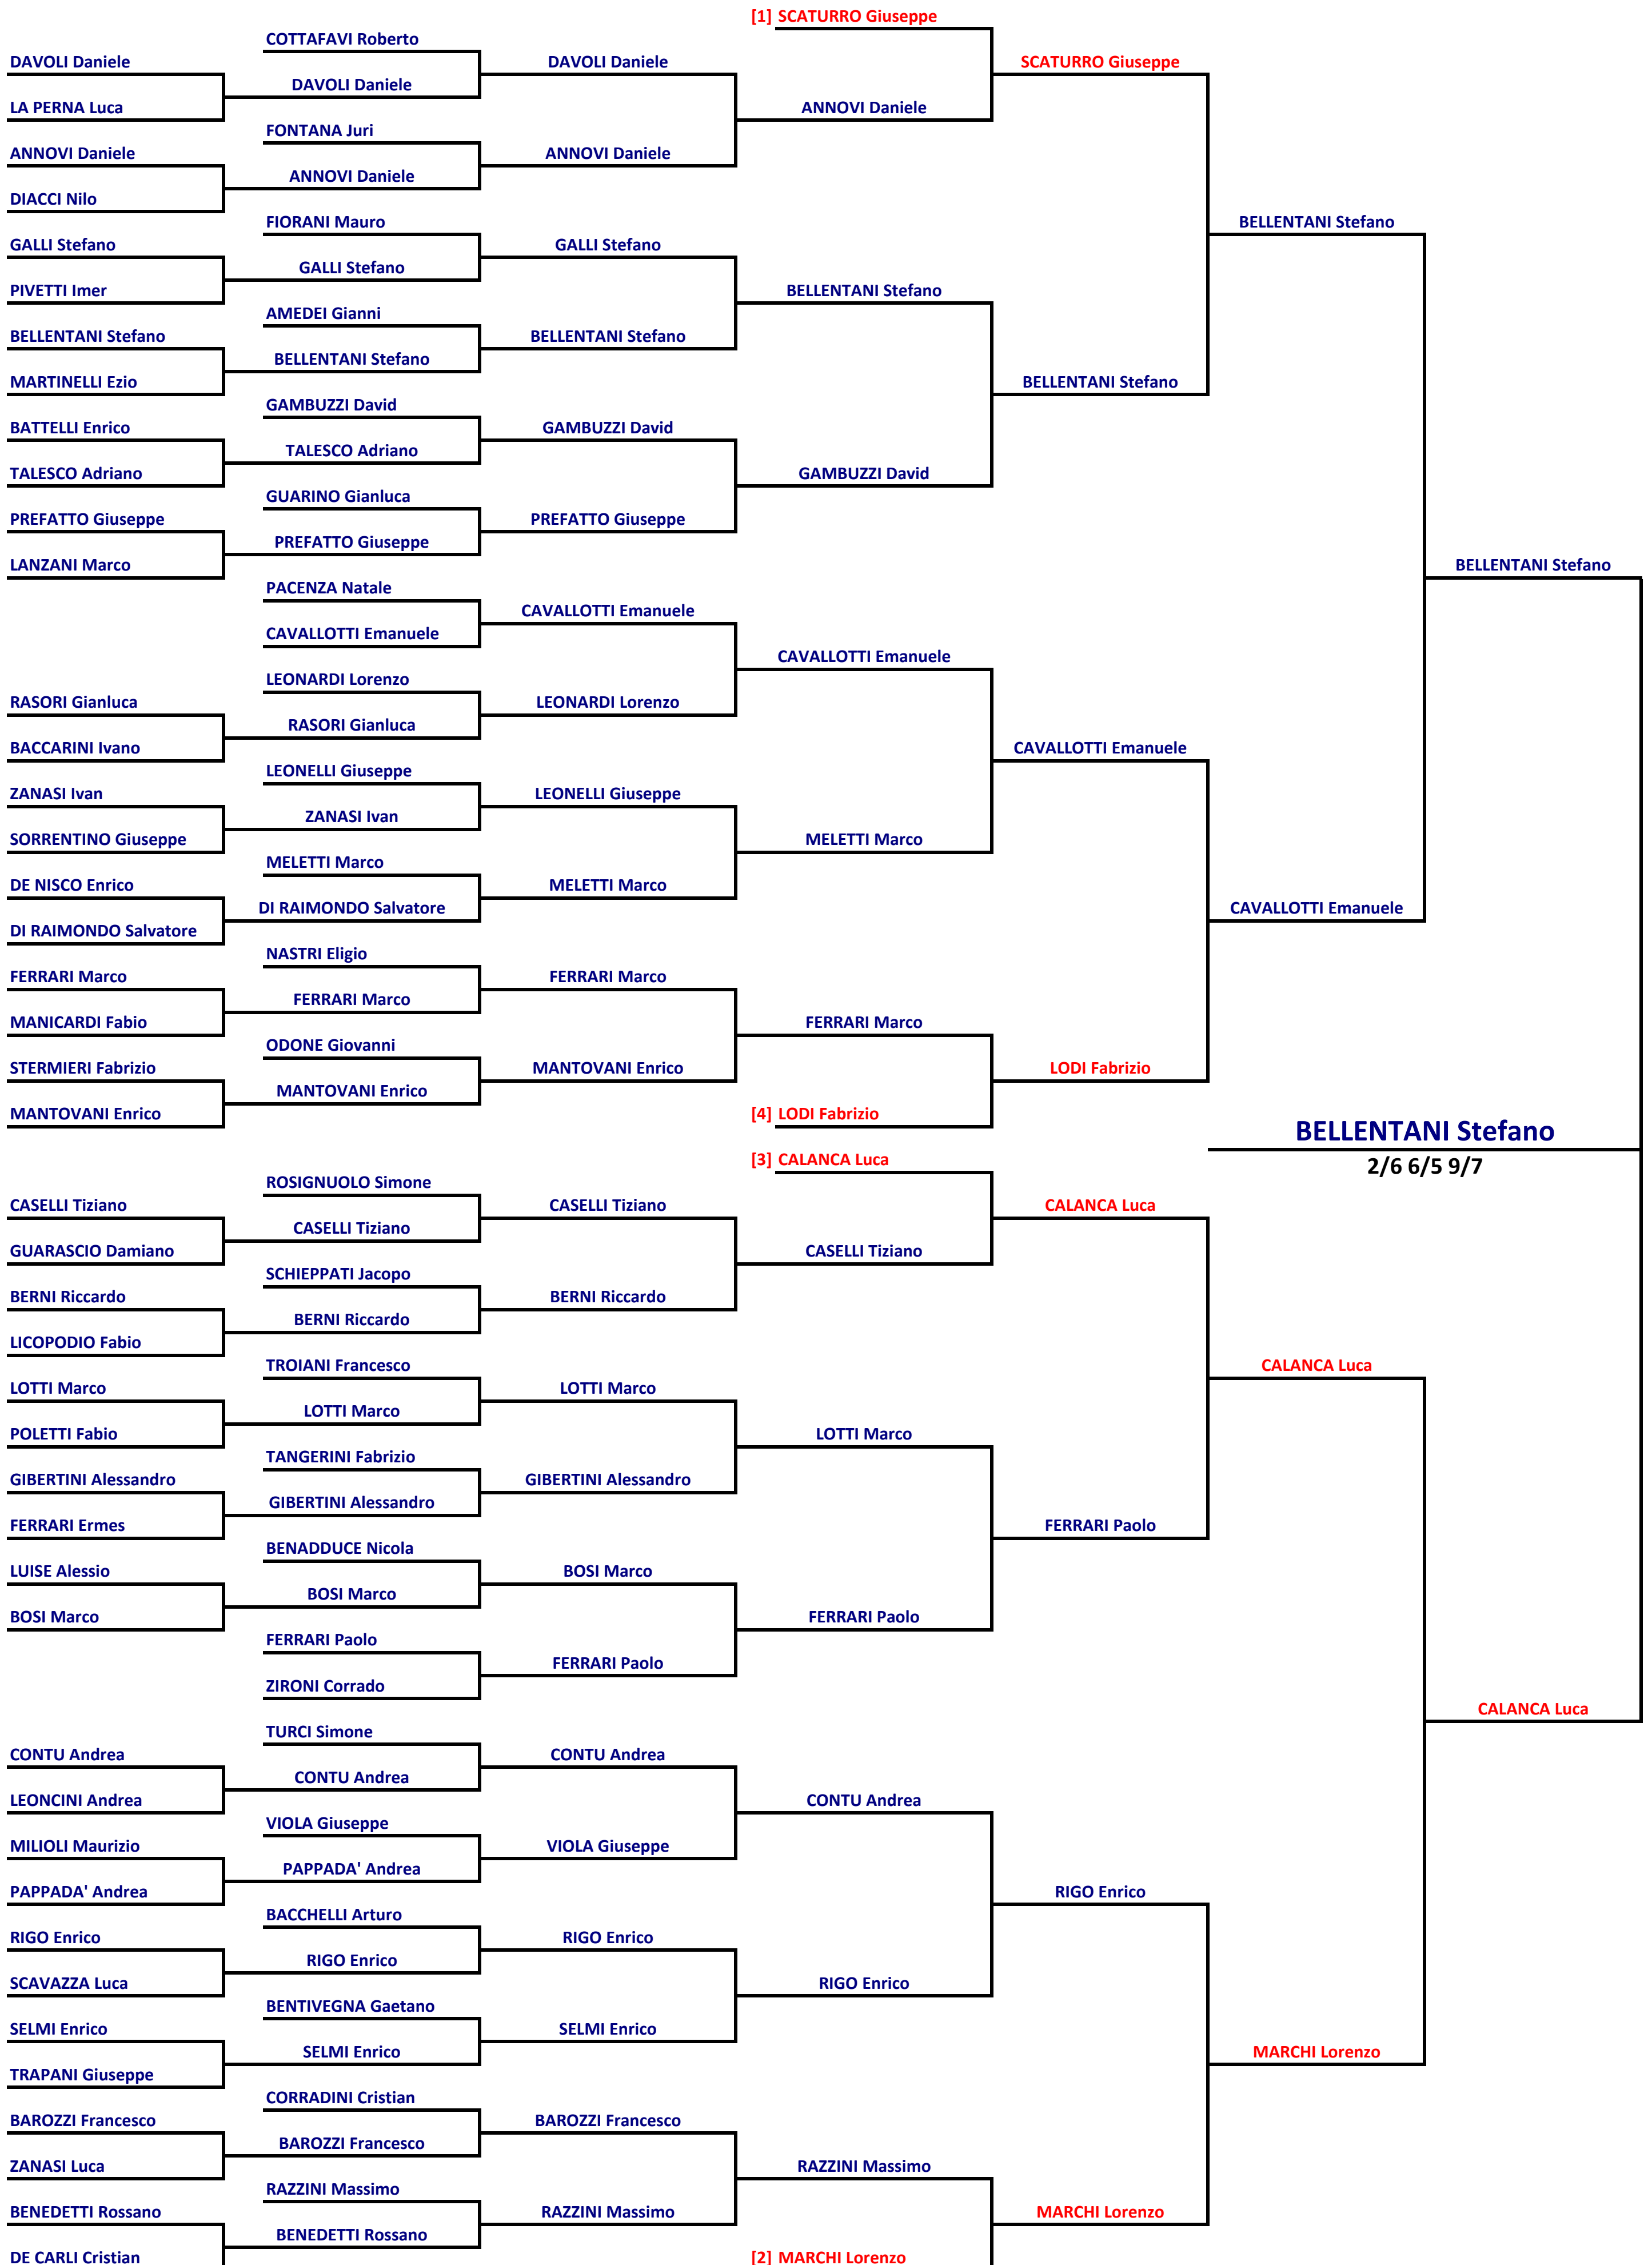 [1] SCATURRO Giuseppe
COTTAFAVI Roberto
DAVOLI Daniele
DAVOLI Daniele
SCATURRO Giuseppe
DAVOLI Daniele
LA PERNA Luca
ANNOVI Daniele
FONTANA Juri
ANNOVI Daniele
ANNOVI Daniele
ANNOVI Daniele
DIACCI Nilo
FIORANI Mauro
BELLENTANI Stefano
GALLI Stefano
GALLI Stefano
GALLI Stefano
PIVETTI Imer
BELLENTANI Stefano
AMEDEI Gianni
BELLENTANI Stefano
BELLENTANI Stefano
BELLENTANI Stefano
MARTINELLI Ezio
BELLENTANI Stefano
GAMBUZZI David
BATTELLI Enrico
GAMBUZZI David
TALESCO Adriano
TALESCO Adriano
GAMBUZZI David
GUARINO Gianluca
PREFATTO Giuseppe
PREFATTO Giuseppe
PREFATTO Giuseppe
LANZANI Marco
BELLENTANI Stefano
PACENZA Natale
CAVALLOTTI Emanuele
CAVALLOTTI Emanuele
CAVALLOTTI Emanuele
LEONARDI Lorenzo
RASORI Gianluca
LEONARDI Lorenzo
RASORI Gianluca
BACCARINI Ivano
CAVALLOTTI Emanuele
LEONELLI Giuseppe
ZANASI Ivan
LEONELLI Giuseppe
ZANASI Ivan
SORRENTINO Giuseppe
MELETTI Marco
MELETTI Marco
DE NISCO Enrico
MELETTI Marco
DI RAIMONDO Salvatore
CAVALLOTTI Emanuele
DI RAIMONDO Salvatore
NASTRI Eligio
FERRARI Marco
FERRARI Marco
FERRARI Marco
MANICARDI Fabio
FERRARI Marco
ODONE Giovanni
STERMIERI Fabrizio
MANTOVANI Enrico
LODI Fabrizio
MANTOVANI Enrico
MANTOVANI Enrico
[4] LODI Fabrizio
BELLENTANI Stefano
[3] CALANCA Luca
2/6 6/5 9/7
ROSIGNUOLO Simone
CASELLI Tiziano
CASELLI Tiziano
CALANCA Luca
CASELLI Tiziano
GUARASCIO Damiano
CASELLI Tiziano
SCHIEPPATI Jacopo
BERNI Riccardo
BERNI Riccardo
BERNI Riccardo
LICOPODIO Fabio
TROIANI Francesco
CALANCA Luca
LOTTI Marco
LOTTI Marco
LOTTI Marco
POLETTI Fabio
LOTTI Marco
TANGERINI Fabrizio
GIBERTINI Alessandro
GIBERTINI Alessandro
GIBERTINI Alessandro
FERRARI Ermes
FERRARI Paolo
BENADDUCE Nicola
LUISE Alessio
BOSI Marco
BOSI Marco
BOSI Marco
FERRARI Paolo
FERRARI Paolo
FERRARI Paolo
ZIRONI Corrado
CALANCA Luca
TURCI Simone
CONTU Andrea
CONTU Andrea
CONTU Andrea
LEONCINI Andrea
CONTU Andrea
VIOLA Giuseppe
MILIOLI Maurizio
VIOLA Giuseppe
PAPPADA' Andrea
PAPPADA' Andrea
RIGO Enrico
BACCHELLI Arturo
RIGO Enrico
RIGO Enrico
RIGO Enrico
SCAVAZZA Luca
RIGO Enrico
BENTIVEGNA Gaetano
SELMI Enrico
SELMI Enrico
SELMI Enrico
MARCHI Lorenzo
TRAPANI Giuseppe
CORRADINI Cristian
BAROZZI Francesco
BAROZZI Francesco
BAROZZI Francesco
ZANASI Luca
RAZZINI Massimo
RAZZINI Massimo
BENEDETTI Rossano
RAZZINI Massimo
MARCHI Lorenzo
BENEDETTI Rossano
DE CARLI Cristian
[2] MARCHI Lorenzo